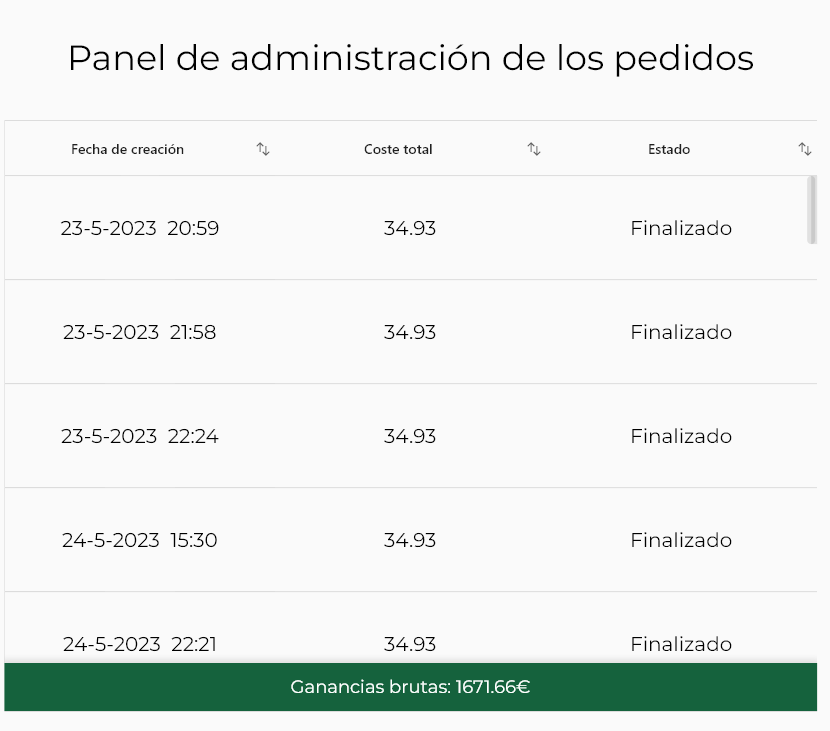 Panel de administración de los pedidos
Fecha de creación Coste total Estado
23-5-2023 20:59 34.93 Finalizado
23-5-2023 21:58 34.93 Finalizado
23-5-2023 22:24 34.93 Finalizado
24-5-2023 15:30 34.93 Finalizado
24-5-2023 22:21 34.93 Finalizado
Ganancias brutas: 1671.66€